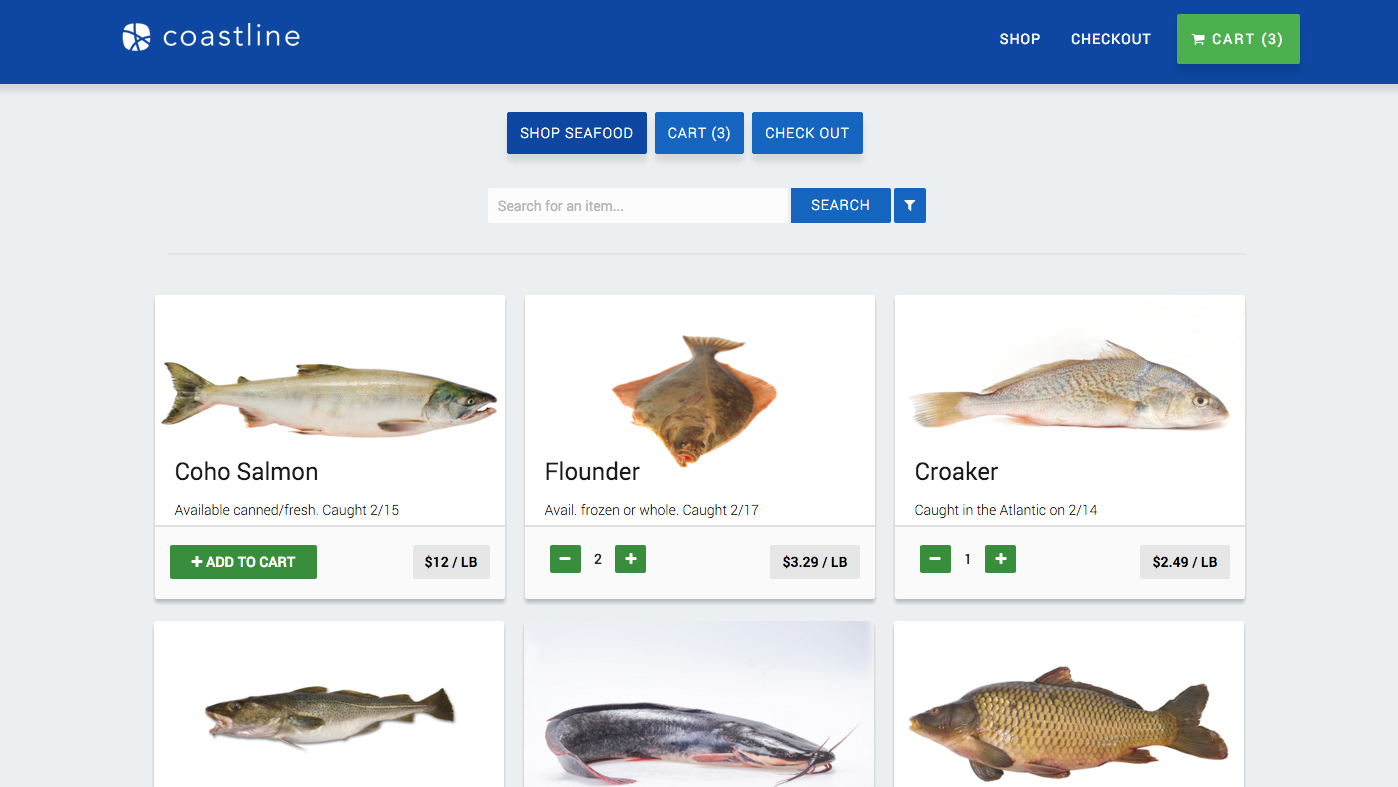 coastline
SHOP CHECKOUT CART (3)
SHOP SEAFOOD CART (3) CHECK OUT
Search for an item... SEARCH
Coho Salmon
Available canned/fresh. Caught 2/15
ADD TO CART $12 / LB
Flounder
Avail. frozen or whole. Caught 2/17
2 $3.29 / LB
Croaker
Caught in the Atlantic on 2/14
1 $2.49 / LB